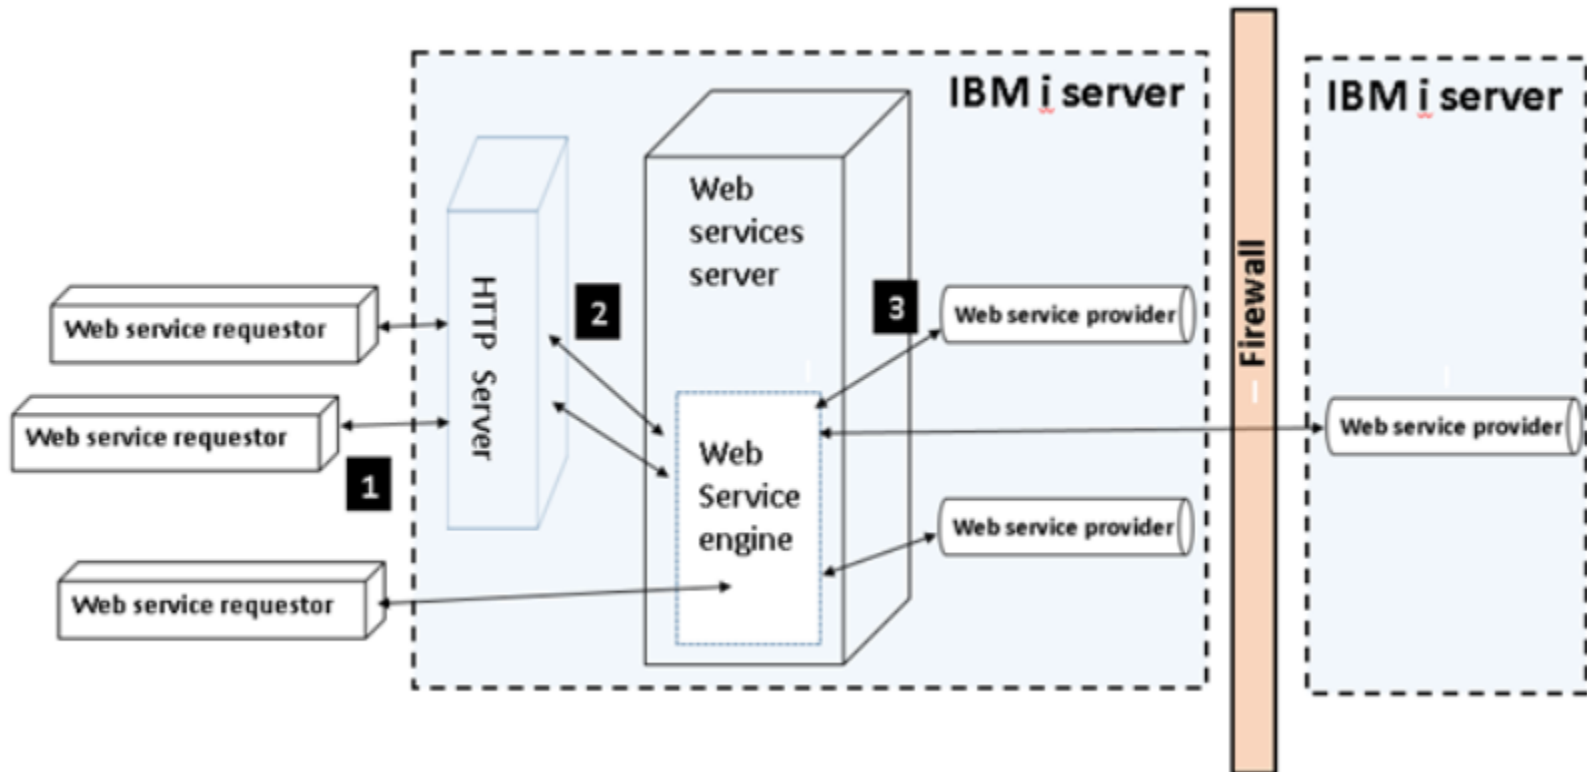 IBM i server
IBM i server
Web
services
server
HTTP Server
2
3
Web service provider
Firewall
Web service requestor
Web service requestor
1
Web service provider
Web
Service
engine
Web service provider
Web service requestor